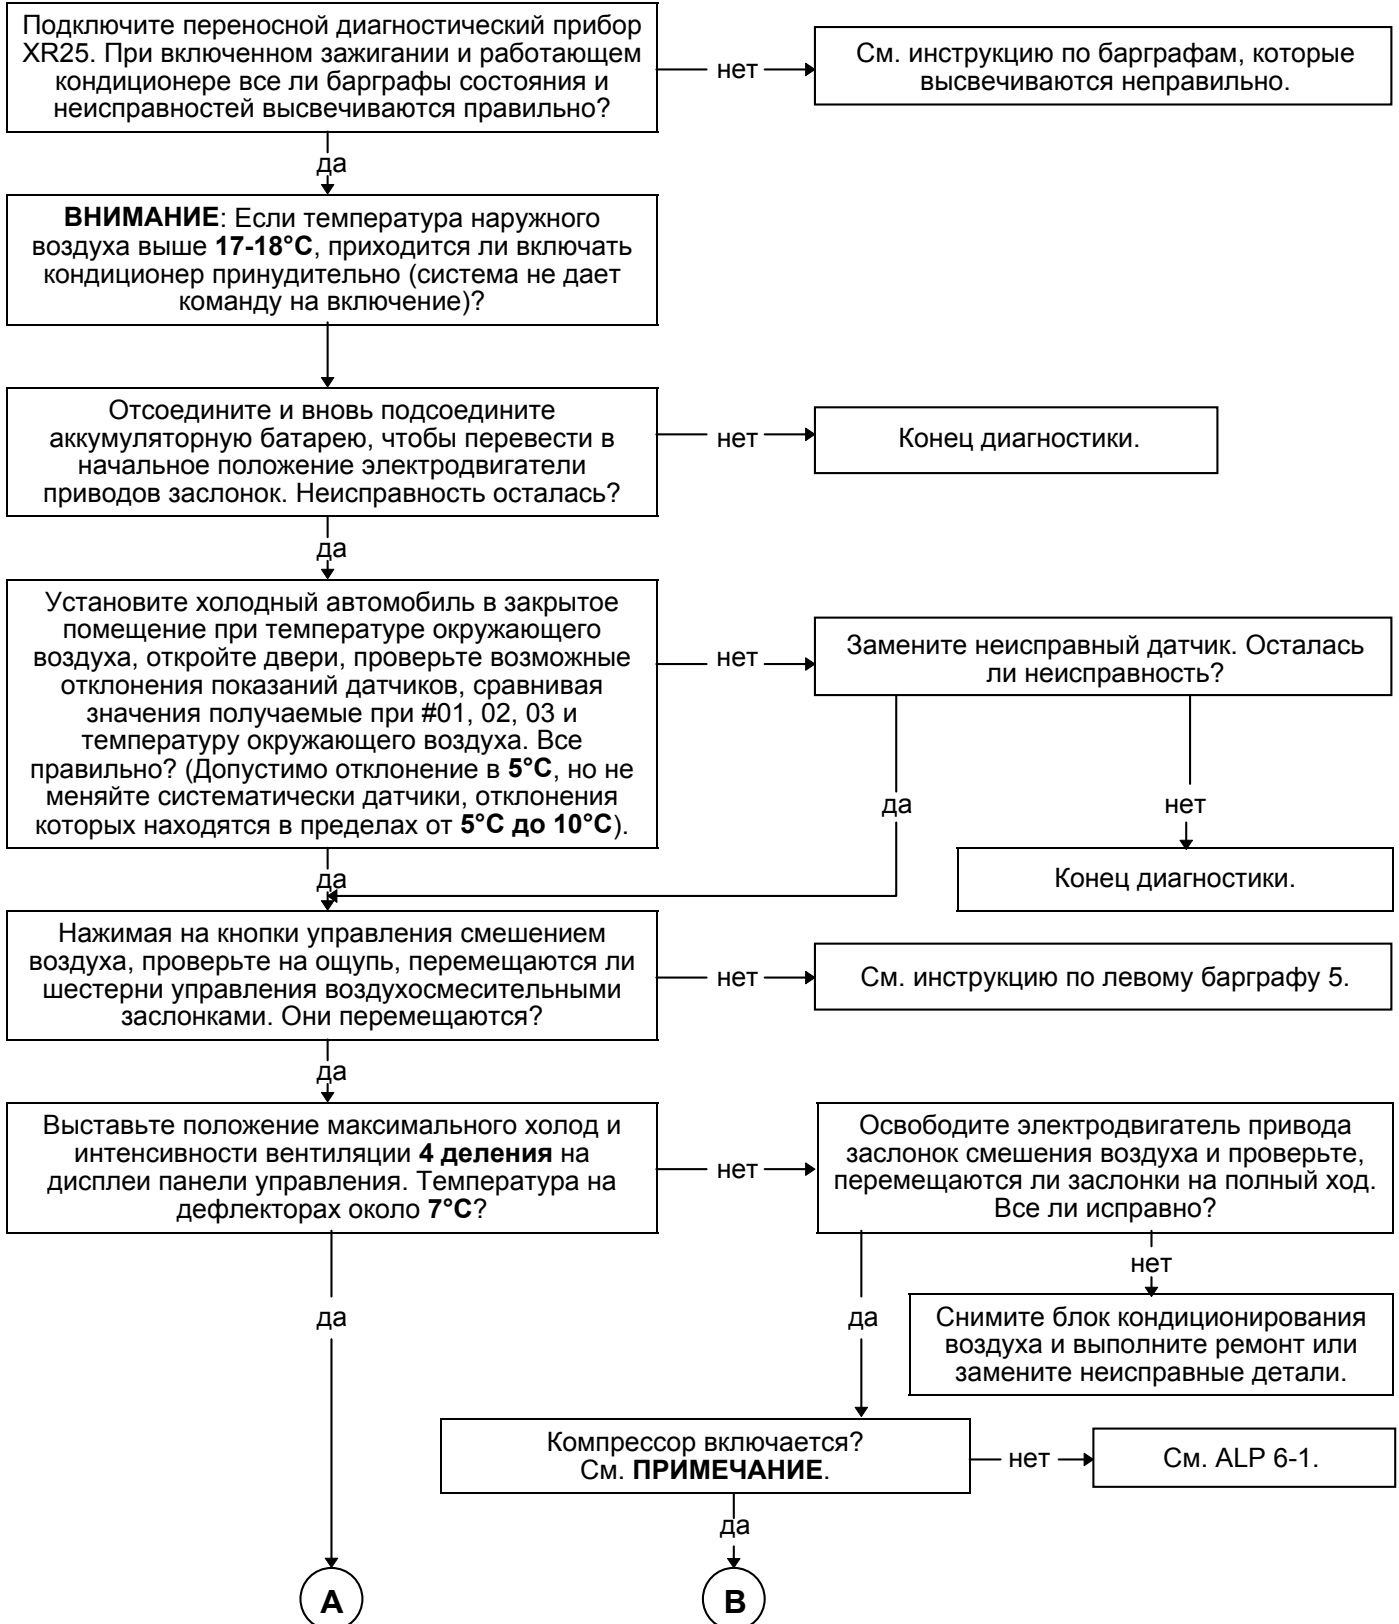 Подключите переносной диагностический прибор
XR25. При включенном зажигании и работающем
кондиционере все ли барграфы состояния и
неисправностей высвечиваются правильно?
нет
См. инструкцию по барграфам, которые
высвечиваются неправильно.
да
ВНИМАНИЕ: Если температура наружного
воздуха выше 17-18°C, приходится ли включать
кондиционер принудительно (система не дает
команду на включение)?
Отсоедините и вновь подсоедините
аккумуляторную батарею, чтобы перевести в
начальное положение электродвигатели
приводов заслонок. Неисправность осталась?
нет
Конец диагностики.
да
Установите холодный автомобиль в закрытое
помещение при температуре окружающего
воздуха, откройте двери, проверьте возможные
отклонения показаний датчиков, сравнивая
значения получаемые при #01, 02, 03 и
температуру окружающего воздуха. Все
правильно? (Допустимо отклонение в 5°C, но не
меняйте систематически датчики, отклонения
которых находятся в пределах от 5°C до 10°C).
нет
Замените неисправный датчик. Осталась
ли неисправность?
да
нет
Конец диагностики.
да
Нажимая на кнопки управления смешением
воздуха, проверьте на ощупь, перемещаются ли
шестерни управления воздухосмесительными
заслонками. Они перемещаются?
нет
См. инструкцию по левому барграфу 5.
да
Выставьте положение максимального холод и
интенсивности вентиляции 4 деления на
дисплеи панели управления. Температура на
дефлекторах около 7°C?
нет
Освободите электродвигатель привода
заслонок смешения воздуха и проверьте,
перемещаются ли заслонки на полный ход.
Все ли исправно?
нет
да
да
Снимите блок кондиционирования
воздуха и выполните ремонт или
замените неисправные детали.
Компрессор включается?
См. ПРИМЕЧАНИЕ.
нет
См. ALP 6-1.
да
A
B